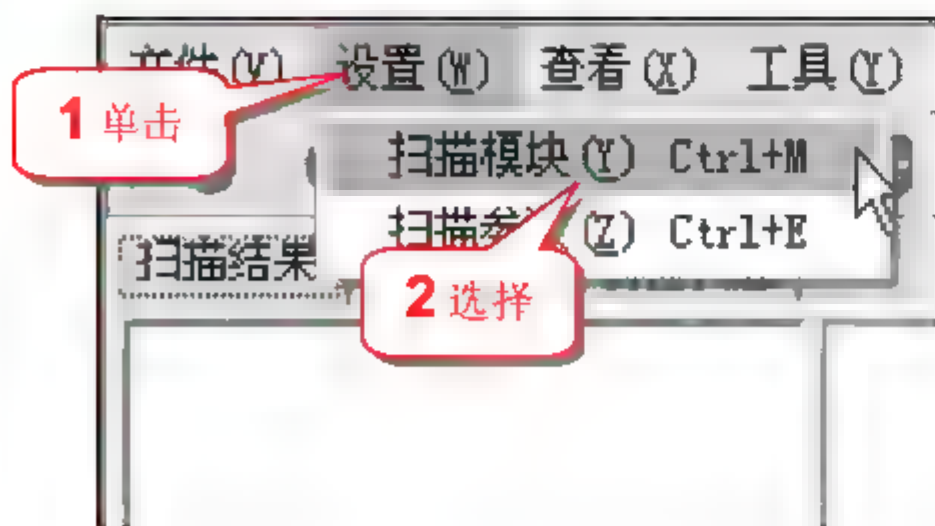 文件(V) 设置(W) 查看(X) 工具(Y)
1 单击
扫描模块(Y) Ctrl+M
扫描参 (Z) Ctrl+E
扫描结果
2 选择